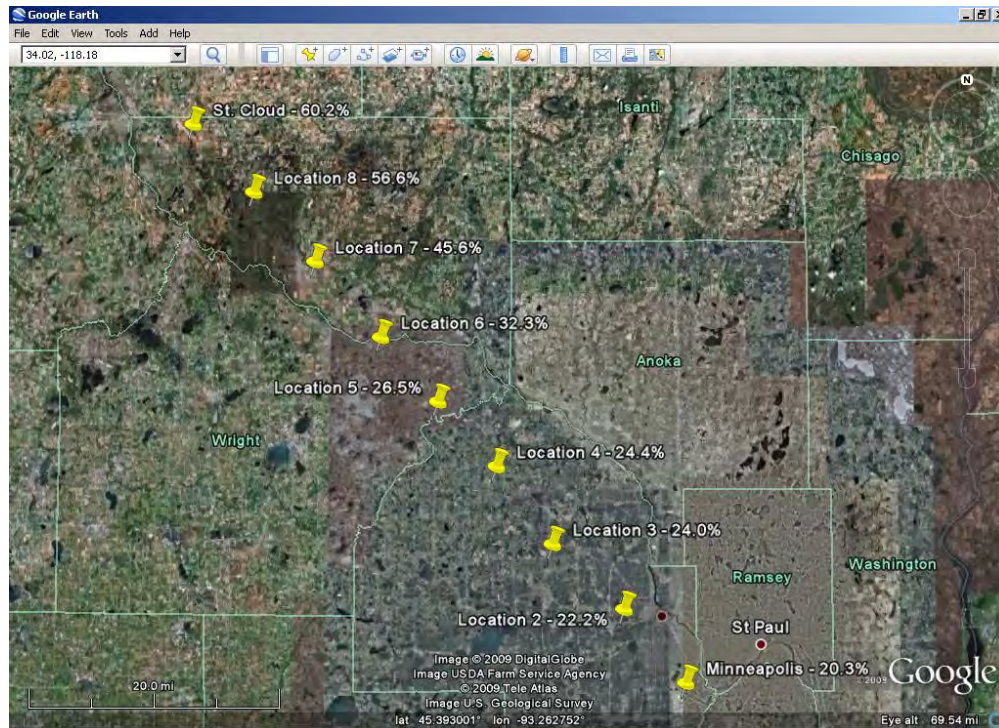 Google Earth
File Edit View Tools Add Help
34.02, -118.18
N
Isanti
St. Cloud - 60.2%
Chisago
Location 8 - 56.6%
Location 7 - 45.6%
Location 6 - 32.3%
Anoka
Location 5 - 26.5%
Wright
Location 4 - 24.4%
Location 3 - 24.0%
Washington
Ramsey
Location 2 - 22.2%
St Paul
Image © 2009 DigitalGlobe
Minneapolis - 20.3%
Image USDA Farm Service Agency
©2009 Google
20.0 mi
© 2009 Tele Atlas
Image U.S. Geological Survey
lat 45.393001° lon -93.262752° Eye alt 69.54 mi